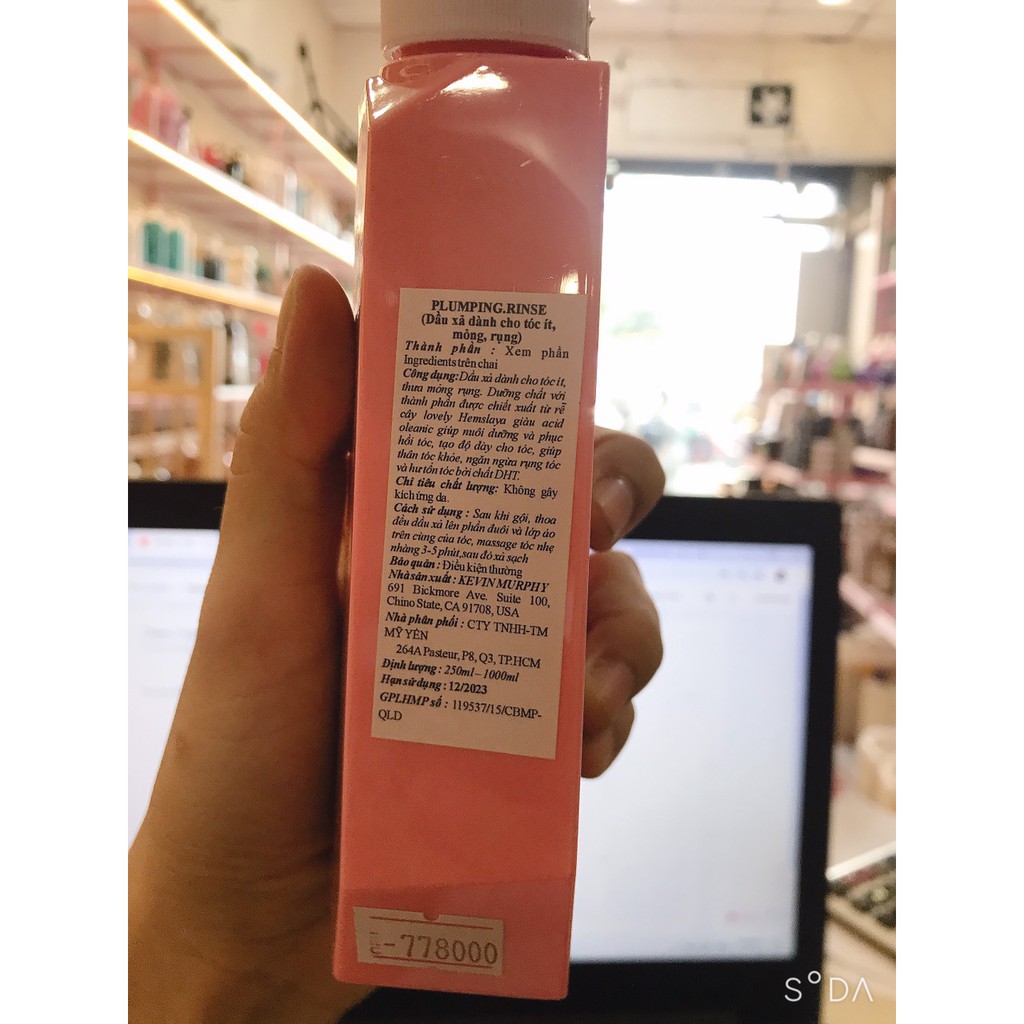 PLUMPING.RINSE
(Dầu xả dành cho tóc ít,
mỏng, rụng)
Thành phần : Xem phần
Ingredients trên chai
Công dụng: Dầu xả dành cho tóc ít,
thưa mỏng rụng. Dưỡng chất với
thành phần được chiết xuất từ rễ
cây lovely Hemslaya giàu acid
oleanic giúp nuôi dưỡng và phục
hồi tóc, tạo độ dày cho tóc, giúp
thân tóc khỏe, ngăn ngừa rụng tóc
và hư tổn tóc bởi chất DHT.
Chỉ tiêu chất lượng: Không gây
kích ứng da.
Cách sử dụng : Sau khi gội, thoa
đều dầu xả lên phần đuôi và lớp áo
trên cùng của tóc, massage tóc nhẹ
nhàng 3-5 phút,sau đó xả sạch
Bảo quản : Điều kiện thường
Nhà sản xuất : KEVIN MURPHY
691 Bickmore Ave. Suite 100,
Chino State, CA 91708, USA
Nhà phân phối : CTY TNHH-TM
MỸ YẾN
264A Pasteur, P8, Q3, TP.HCM
Định lượng : 250ml – 1000ml
Hạn sử dụng : 12/2023
GPLHMP số : 119537/15/CBMP-
QLD
-778000
S°DA